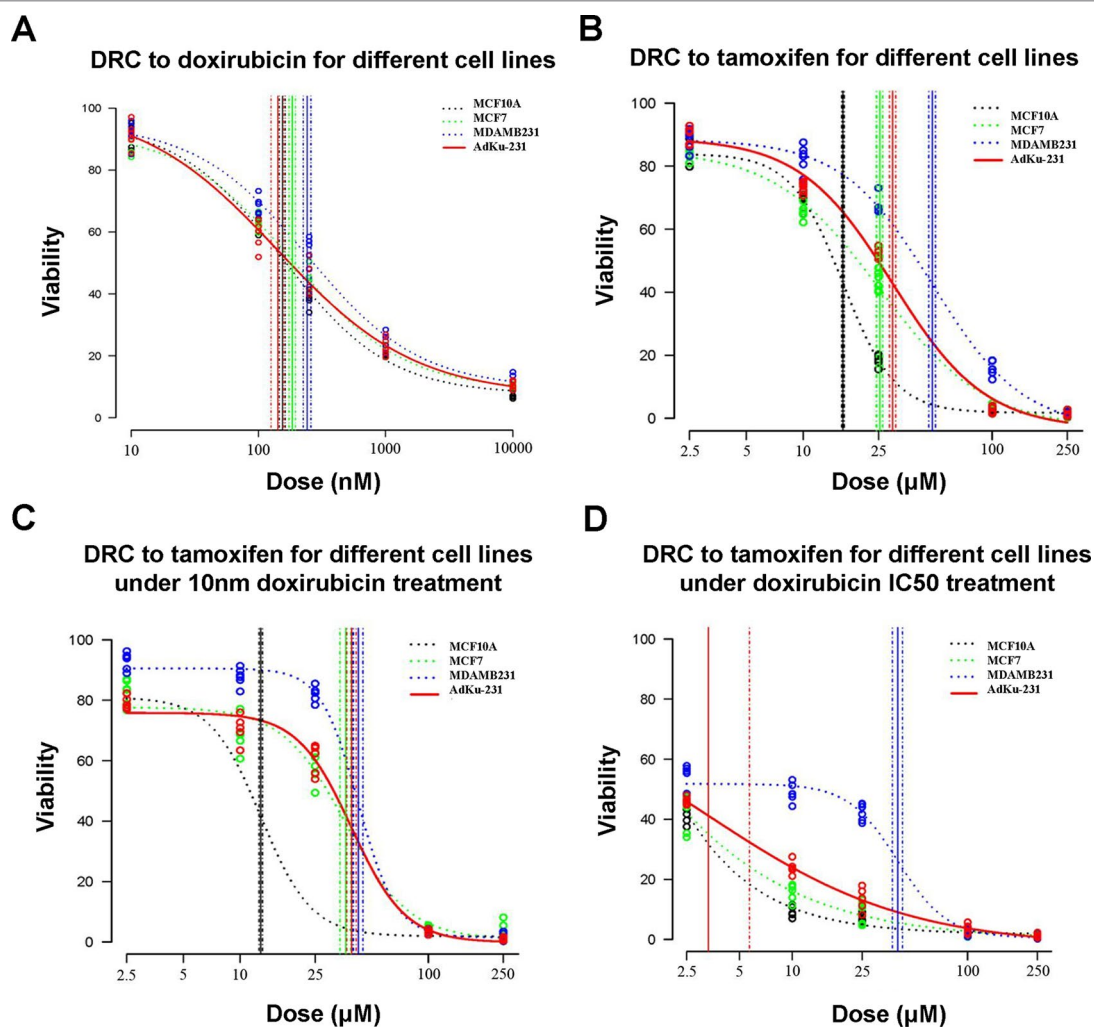 A
DRC to doxirubicin for different cell lines
MCF10A
MCF7
MDAMB231
AdKu-231
100
80
60
40
20
0
Viability
10
100
1000
10000
Dose (nM)
B
DRC to tamoxifen for different cell lines
MCF10A
MCF7
MDAMB231
AdKu-231
100
80
60
40
20
0
Viability
2.5
5
10
25
100
250
Dose (µM)
C
DRC to tamoxifen for different cell lines
under 10nm doxirubicin treatment
MCF10A
MCF7
MDAMB231
AdKu-231
100
80
60
40
20
0
Viability
2.5
5
10
25
100
250
Dose (µM)
D
DRC to tamoxifen for different cell lines
under doxirubicin IC50 treatment
MCF10A
MCF7
MDAMB231
AdKu-231
100
80
60
40
20
0
Viability
2.5
5
10
25
100
250
Dose (µM)